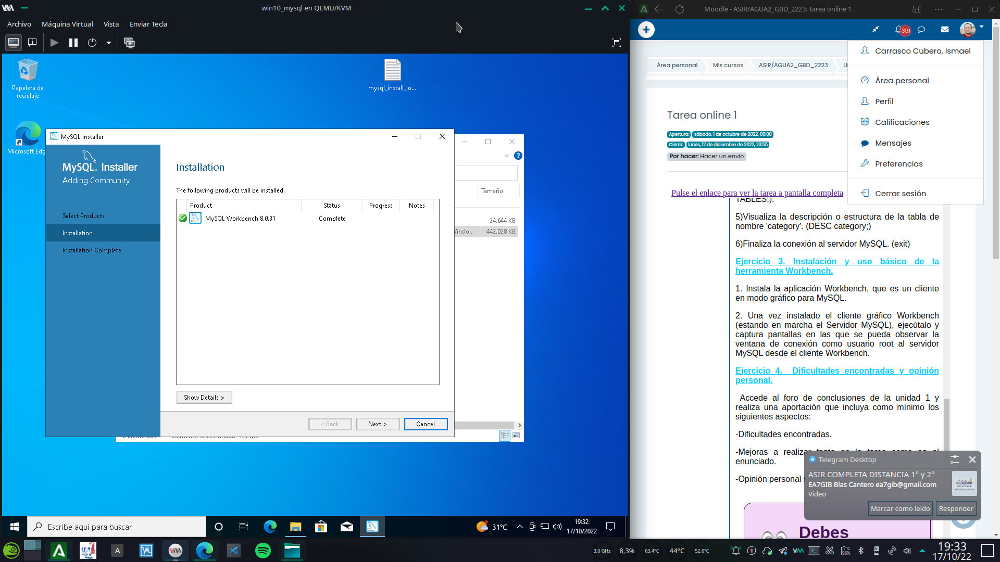 win10_mysql en QEMU/KVM
Archivo
Máquina Virtual
Vista
Enviar Tecla
Papelera de
reciclaje
mysql_install_lo...
Microsoft Edg
MySQL Installer
MySQL. Installer
Adding Community
Select Products
Installation
Installation Complete
Installation
The following products will be installed.
Product
Status
Progress
Notes
MySQL Workbench 8.0.31
Complete
Show Details >
< Back
Next >
Cancel
Tamaño
24.644 KB
442.028 KB
Escribe aquí para buscar
31°C
19:32
17/10/2022
Moodle - ASIR/AGUA2_GBD_2223: Tarea online 1
391
Carrasco Cubero, Ismael
Área personal
Perfil
Calificaciones
Mensajes
Preferencias
Cerrar sesión
Área personal
Mis cursos
ASIR/AGUA2_GBD_2223
Tarea online 1
Apertura: sábado, 1 de octubre de 2022, 00:00
Cierre: lunes, 12 de diciembre de 2022, 23:55
Por hacer: Hacer un envío
Pulse el enlace para ver la tarea a pantalla completa
TABLES;).
5)Visualiza la descripción o estructura de la tabla de
nombre 'category'. (DESC category;)
6)Finaliza la conexión al servidor MySQL. (exit)
Ejercicio 3. Instalación y uso básico de la
herramienta Workbench.
1. Instala la aplicación Workbench, que es un cliente
en modo gráfico para MySQL.
2. Una vez instalado el cliente gráfico Workbench
(estando en marcha el Servidor MySQL), ejecútalo y
captura pantallas en las que se pueda observar la
ventana de conexión como usuario root al servidor
MySQL desde el cliente Workbench.
Ejercicio 4. Dificultades encontradas y opinión
personal.
Accede al foro de conclusiones de la unidad 1 y
realiza una aportación que incluya como mínimo los
siguientes aspectos:
-Dificultades encontradas.
-Mejoras a realizar tanto en la tarea como en el
enunciado.
-Opinión personal
Debes
Telegram Desktop
ASIR COMPLETA DISTANCIA 1º y 2º
EA7GIB Blas Cantero ea7gib@gmail.com
Video
Marcar como leído
Responder
3,0 GHz
8,3%
63,4°C
44°C
52,0°C
98%
19:33
17/10/22